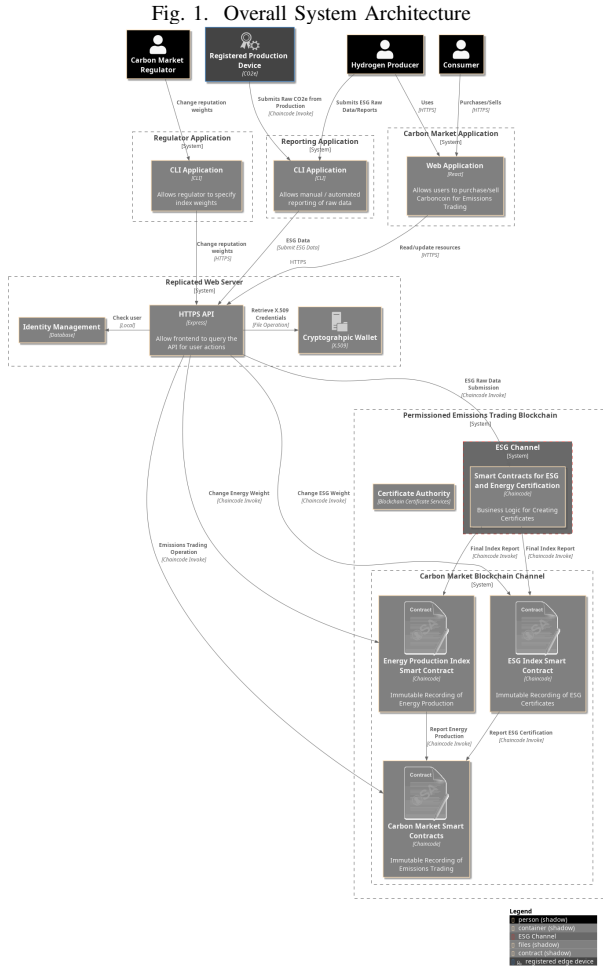 Fig. 1. Overall System Architecture
Carbon Market
Regulator
Registered Production
Device
[CO2e]
Hydrogen Producer
Consumer
Change reputation
weights
Submits Raw CO2e from
Production
[Chaincode Invoke]
Submits ESG Raw
Data/Reports
Uses
[HTTPS]
Purchases/Sells
[HTTPS]
Regulator Application
[System]
CLI Application
[CLI]
Allows regulator to specify
index weights
Reporting Application
[System]
CLI Application
[CLI]
Allows manual / automated
reporting of raw data
Carbon Market Application
[System]
Web Application
[React]
Allows users to purchase/sell
Carboncoin for Emissions
Trading
Change reputation
weights
[HTTPS]
ESG Data
[Submit ESG Data]
HTTPS
Read/update resources
[HTTPS]
Replicated Web Server
[System]
Identity Management
[Database]
Check user
[Local]
HTTPS API
[Express]
Allow frontend to query the
API for user actions
Retrieve X.509
Credentials
[File Operation]
Cryptograhpic Wallet
[X.509]
ESG Raw Data
Submission
[Chaincode Invoke]
Permissioned Emissions Trading Blockchain
[System]
ESG Channel
[System]
Smart Contracts for ESG
and Energy Certification
[Chaincode]
Business Logic for Creating
Certificates
Certificate Authority
[Blockchain Certificate Services]
Change Energy Weight
[Chaincode Invoke]
Change ESG Weight
[Chaincode Invoke]
Emissions Trading
Operation
[Chaincode Invoke]
Final Index Report
[Chaincode Invoke]
Final Index Report
[Chaincode Invoke]
Carbon Market Blockchain Channel
[System]
Contract
Energy Production Index
Smart Contract
[Chaincode]
Immutable Recording of
Energy Production
Contract
ESG Index Smart
Contract
[Chaincode]
Immutable Recording of ESG
Certificates
Report Energy
Production
[Chaincode Invoke]
Report ESG Certification
[Chaincode Invoke]
Contract
Carbon Market Smart
Contracts
[Chaincode]
Immutable Recording of
Emissions Trading
Legend
person (shadow)
container (shadow)
ESG Channel
files (shadow)
contract (shadow)
registered edge device